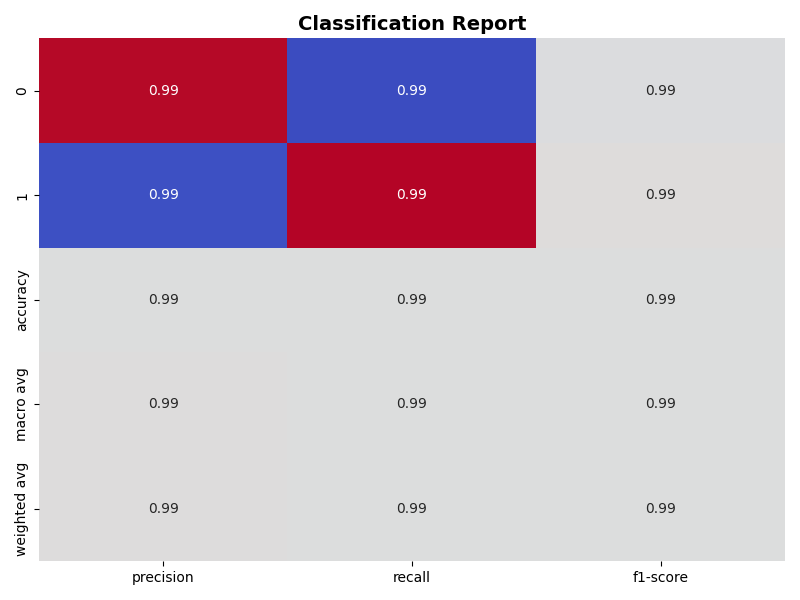 Classification Report
0 0.99 0.99 0.99
1 0.99 0.99 0.99
accuracy 0.99 0.99 0.99
macro avg 0.99 0.99 0.99
weighted avg 0.99 0.99 0.99
precision recall f1-score